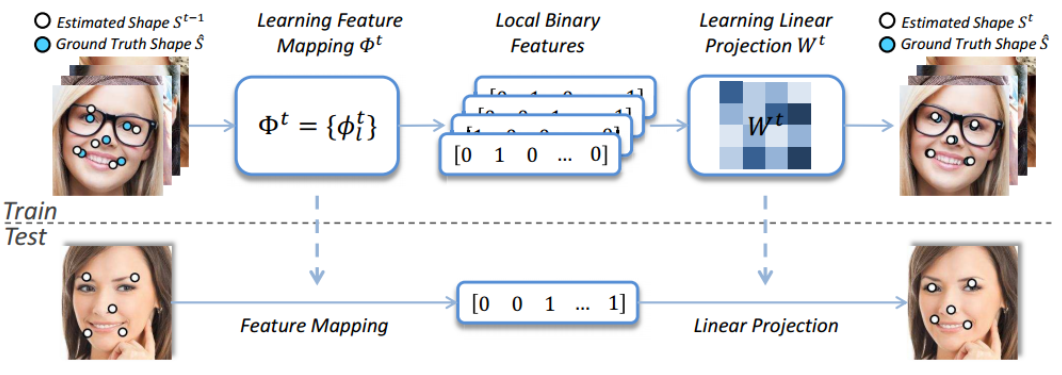 Estimated Shape S^{t-1}
Ground Truth Shape Ŝ
Learning Feature
Mapping Φ^t
Local Binary
Features
Learning Linear
Projection W^t
Estimated Shape S^t
Ground Truth Shape Ŝ
Φ^t = {ϕ_l^t}
[0 1 0 ... 0]
W^t
Train
Test
[0 0 1 ... 1]
Feature Mapping
Linear Projection